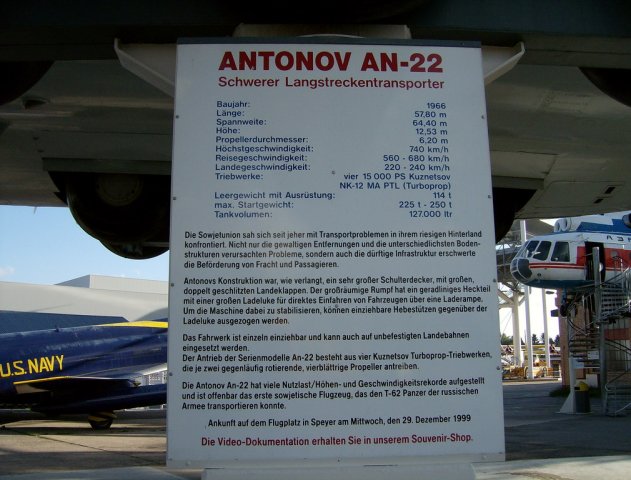 ANTONOV AN-22
Schwerer Langstreckentransporter
Baujahr: 1966
Länge: 57,80 m
Spannweite: 64,40 m
Höhe: 12,53 m
Propellerdurchmesser: 6,20 m
Höchstgeschwindigkeit: 740 km/h
Reisegeschwindigkeit: 560 - 680 km/h
Landegeschwindigkeit: 220 - 240 km/h
Triebwerke: vier 15 000 PS Kuznetsov
NK-12 MA PTL (Turboprop)
Leergewicht mit Ausrüstung: 114 t
max. Startgewicht: 225 t - 250 t
Tankvolumen: 127.000 ltr
Die Sowjetunion sah sich seit jeher mit Transportproblemen in ihrem riesigen Hinterland
konfrontiert. Nicht nur die gewaltigen Entfernungen und die unterschiedlichsten Boden-
strukturen verursachten Probleme, sondern auch die dürftige Infrastruktur erschwerte
die Beförderung von Fracht und Passagieren.
Antonovs Konstruktion war, wie verlangt, ein sehr großer Schulterdecker, mit großen,
doppelt geschlitzten Landeklappen. Der großräumige Rumpf hat ein geradliniges Heckteil
mit einer großen Ladeluke für direktes Einfahren von Fahrzeugen über eine Laderampe.
Um die Maschine dabei zu stabilisieren, können einziehbare Hebestützen gegenüber der
Ladeluke ausgezogen werden.
Das Fahrwerk ist einzeln einziehbar und kann auch auf unbefestigten Landebahnen
eingesetzt werden.
Der Antrieb der Serienmodelle An-22 besteht aus vier Kuznetsov Turboprop-Triebwerken,
die je zwei gegenläufig rotierende, vierblättrige Propeller antreiben.
Die Antonov An-22 hat viele Nutzlast/Höhen- und Geschwindigkeitsrekorde aufgestellt
und ist offenbar das erste sowjetische Flugzeug, das den T-62 Panzer der russischen
Armee transportieren konnte.
Ankunft auf dem Flugplatz in Speyer am Mittwoch, den 29. Dezember 1999
Die Video-Dokumentation erhalten Sie in unserem Souvenir-Shop.
U.S. NAVY